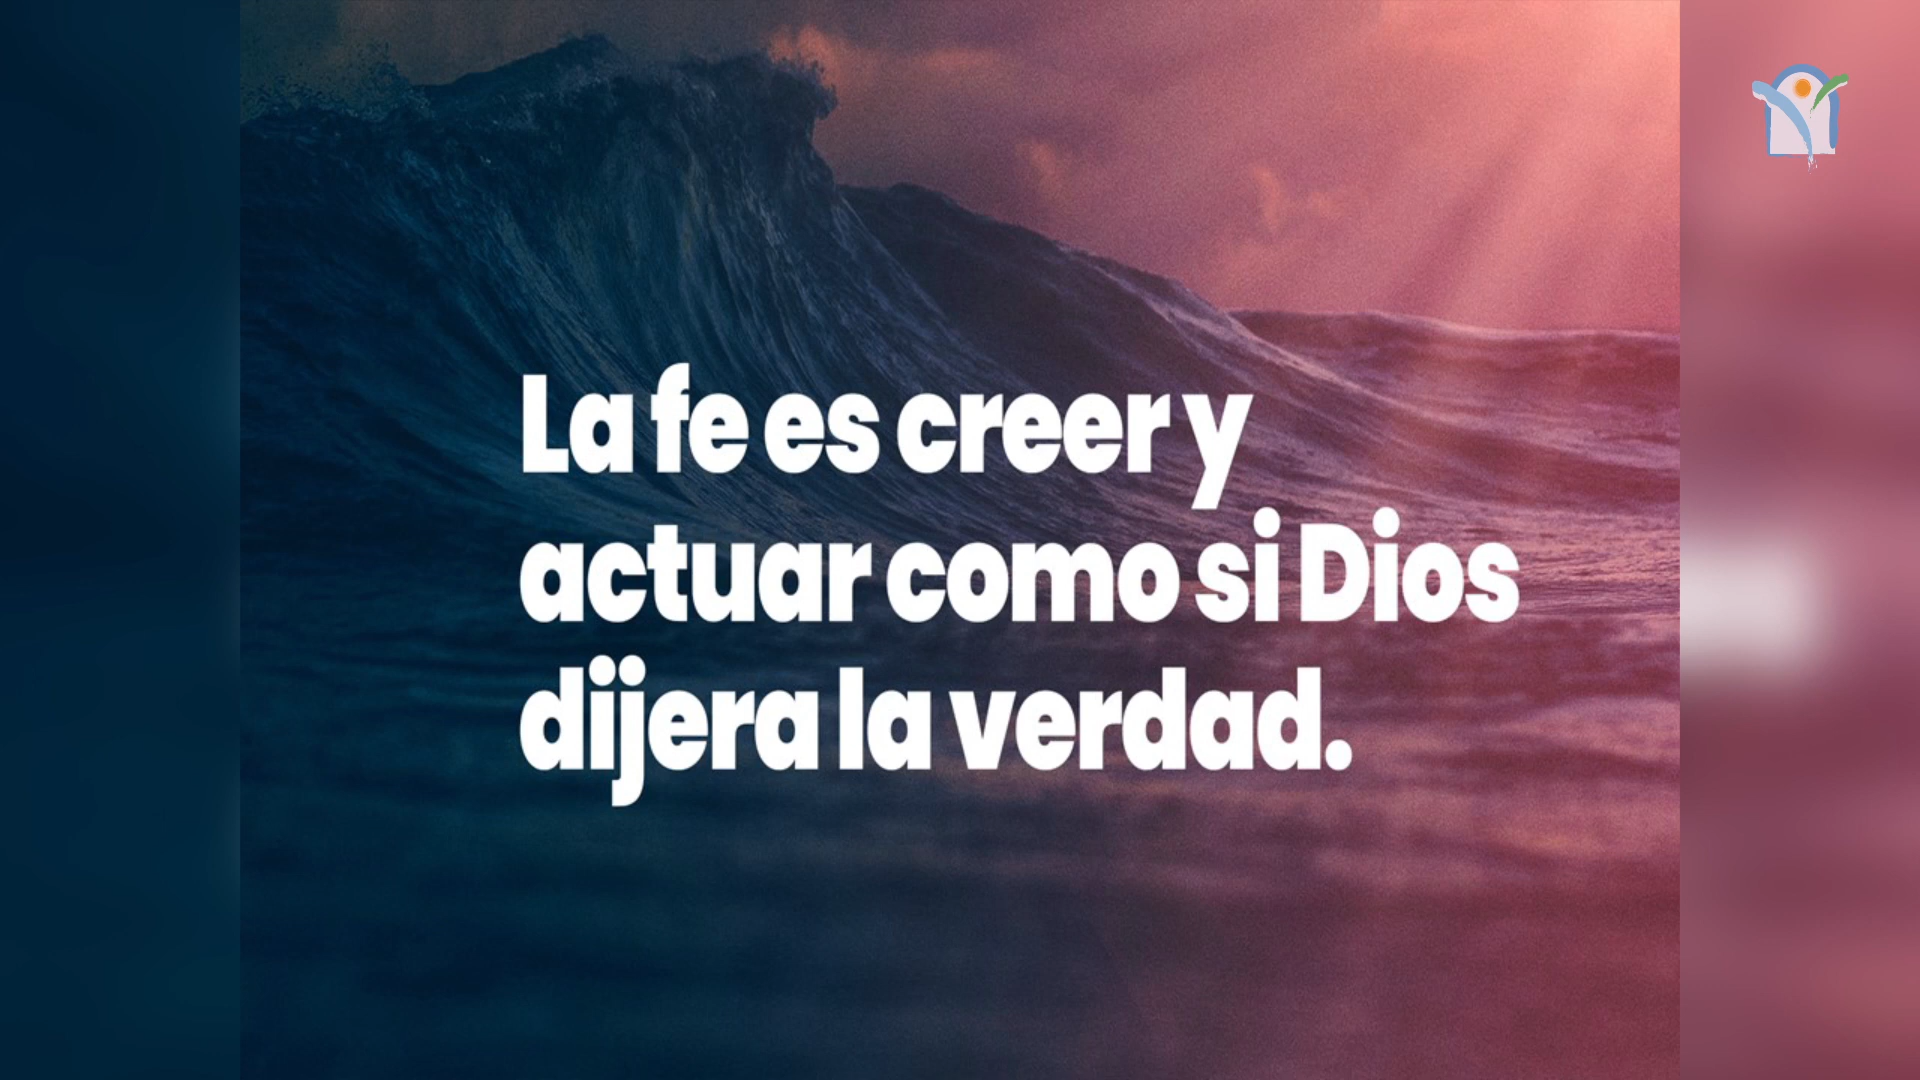 La fe es creer y
actuar como si Dios
dijera la verdad.